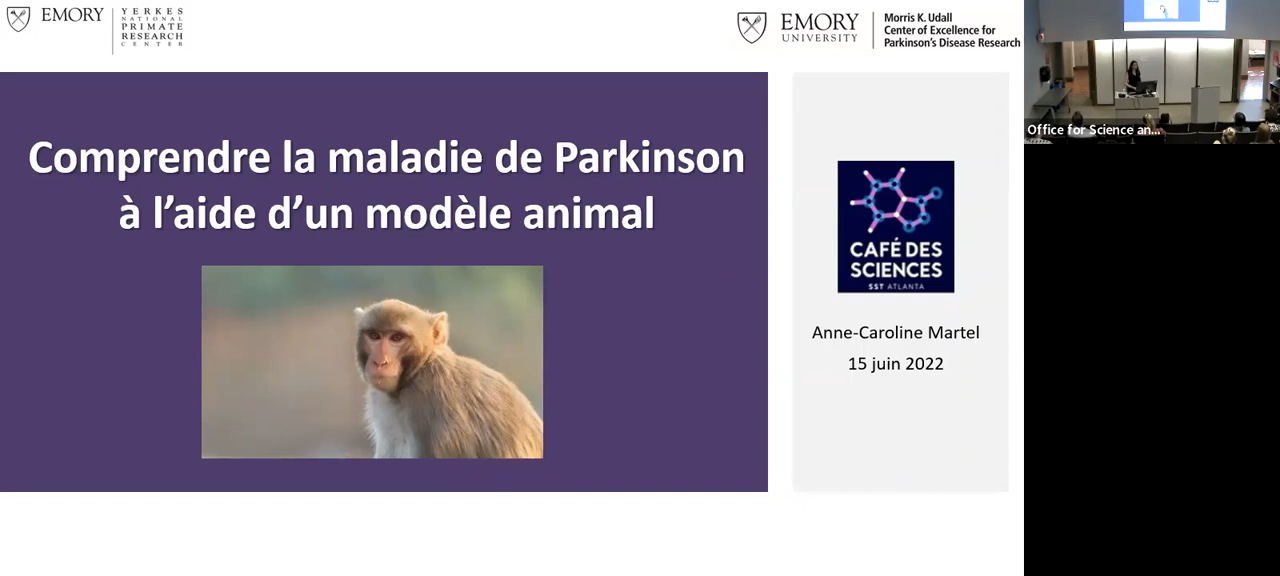 EMORY
YERKES
NATIONAL
PRIMATE
RESEARCH
CENTER
EMORY
UNIVERSITY
Morris K. Udall
Center of Excellence for
Parkinson's Disease Research
Comprendre la maladie de Parkinson
à l'aide d'un modèle animal
CAFÉ DES
SCIENCES
SST ATLANTA
Anne-Caroline Martel
15 juin 2022
Office for Science an...